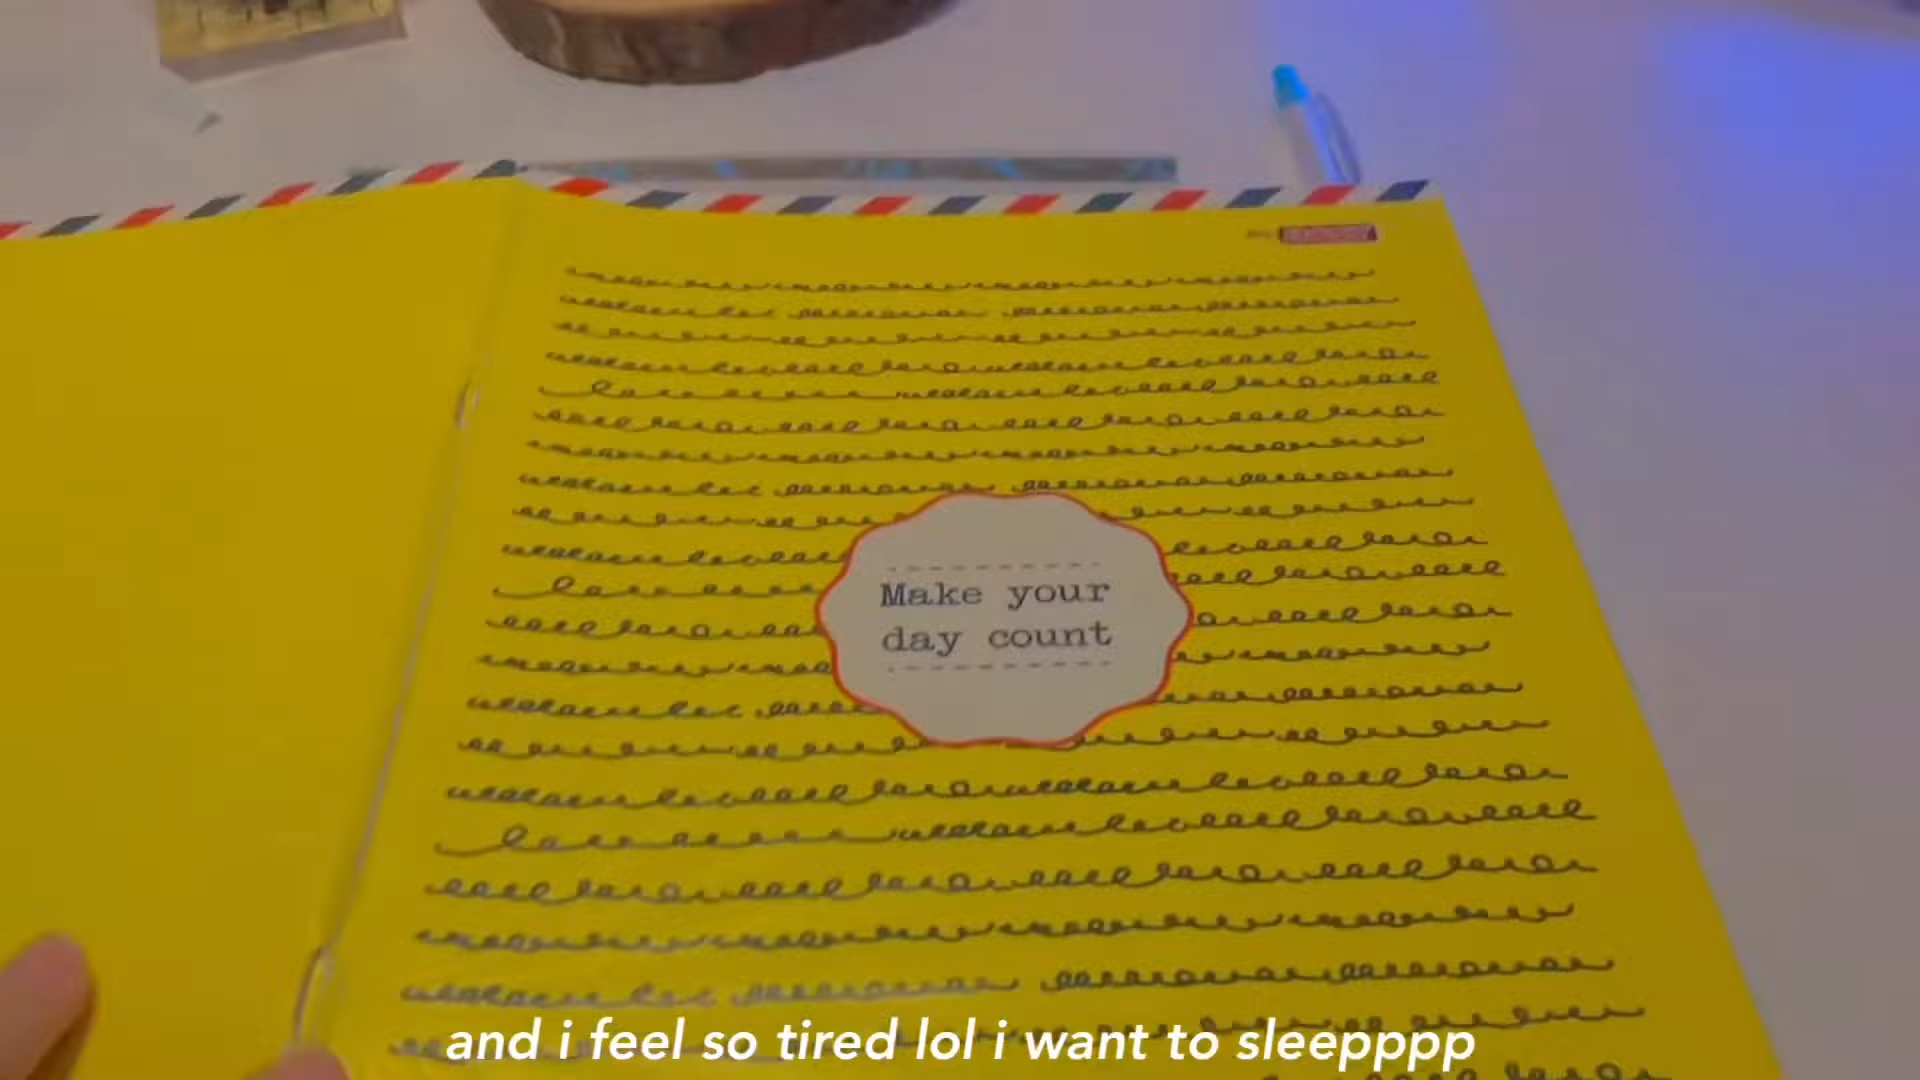 Make your
day count
and i feel so tired lol i want to sleepppp